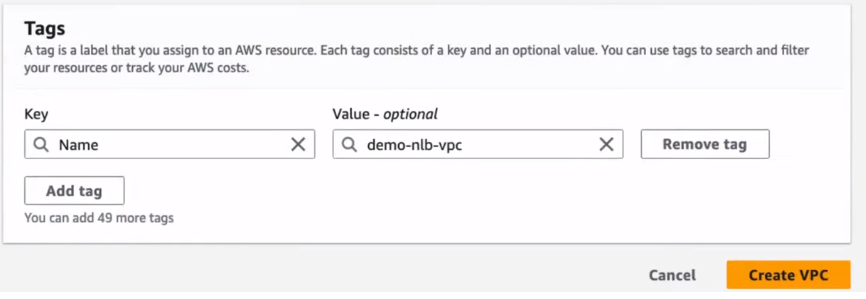 Tags
A tag is a label that you assign to an AWS resource. Each tag consists of a key and an optional value. You can use tags to search and filter
your resources or track your AWS costs.
Key
Value - optional
Name
demo-nlb-vpc
Remove tag
Add tag
You can add 49 more tags
Cancel
Create VPC